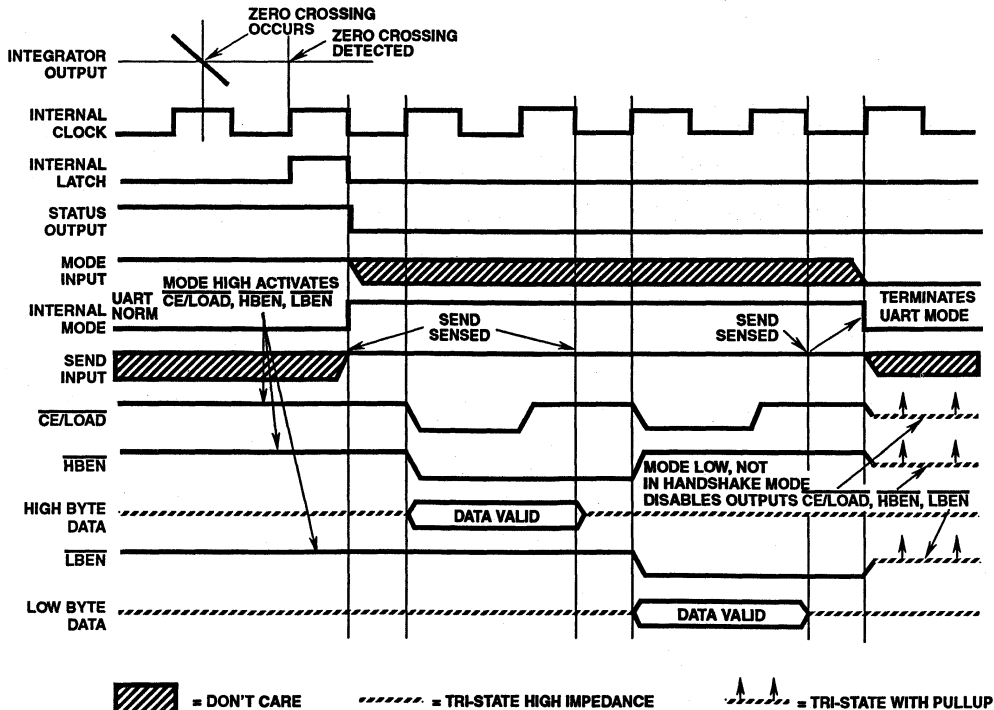 ZERO CROSSING
OCCURS
ZERO CROSSING
DETECTED
INTEGRATOR
OUTPUT
INTERNAL
CLOCK
INTERNAL
LATCH
STATUS
OUTPUT
MODE
INPUT
MODE HIGH ACTIVATES
CE/LOAD, HBEN, LBEN
UART
NORM
INTERNAL
MODE
SEND
SENSED
SEND
SENSED
TERMINATES
UART MODE
SEND
INPUT
CE/LOAD
HBEN
MODE LOW, NOT
IN HANDSHAKE MODE
DISABLES OUTPUTS CE/LOAD, HBEN, LBEN
HIGH BYTE
DATA
DATA VALID
LBEN
LOW BYTE
DATA
DATA VALID
= DON'T CARE
= TRI-STATE HIGH IMPEDANCE
= TRI-STATE WITH PULLUP